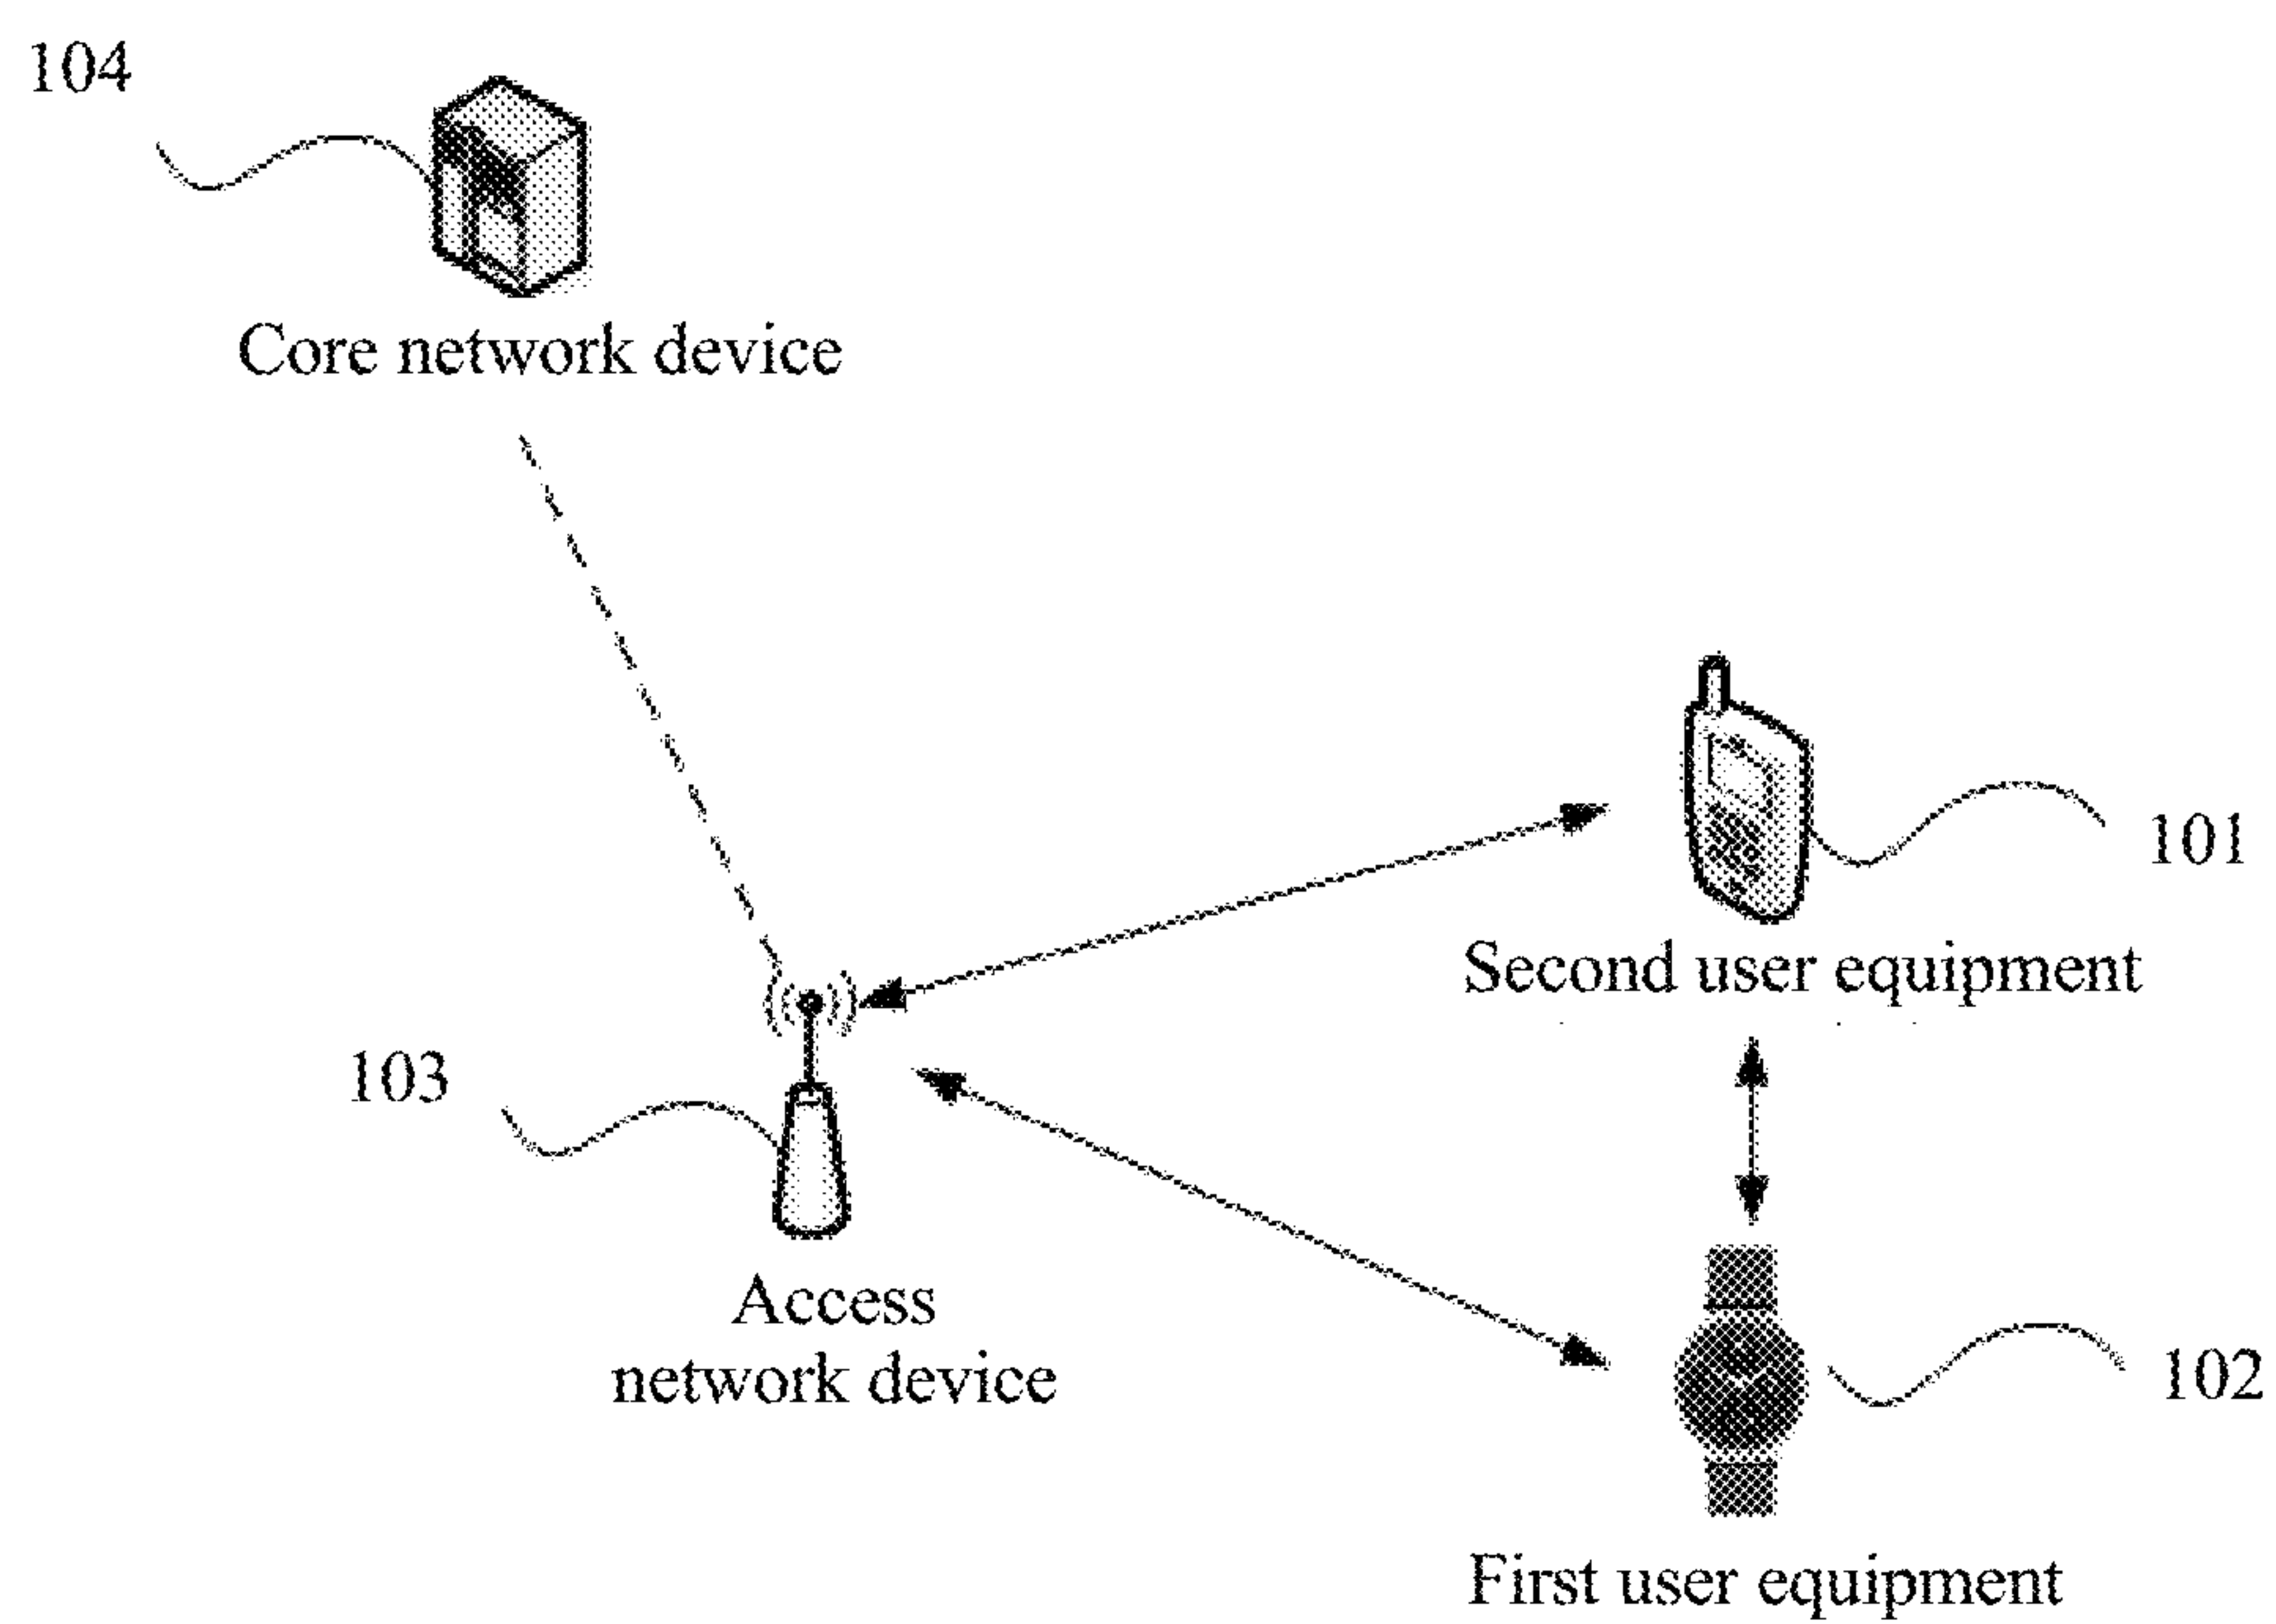 104
Core network device
101
Second user equipment
103
Access
network device
102
First user equipment